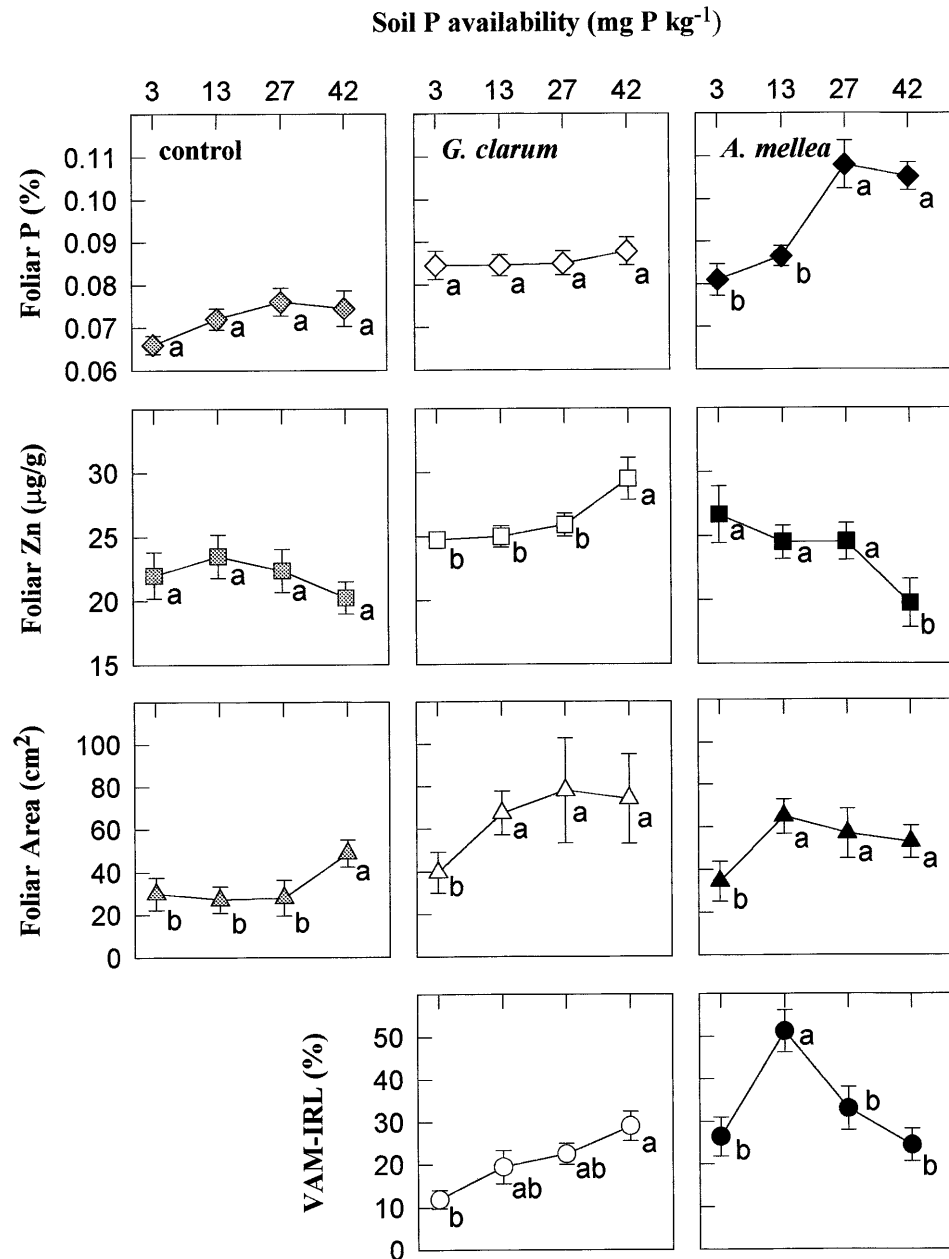 Soil P availability (mg P kg⁻¹)
3 13 27 42 3 13 27 42 3 13 27 42
control G. clarum A. mellea
Foliar P (%)
0.11
0.10
0.09
0.08
0.07
0.06
a a a a
a a a a
b b a a
Foliar Zn (µg/g)
30
25
20
15
a a a a
b b b a
a a a b
Foliar Area (cm²)
100
80
60
40
20
0
b b b a
b a a a
b a a a
VAM-IRL (%)
50
40
30
20
10
0
b ab ab a
b a b b